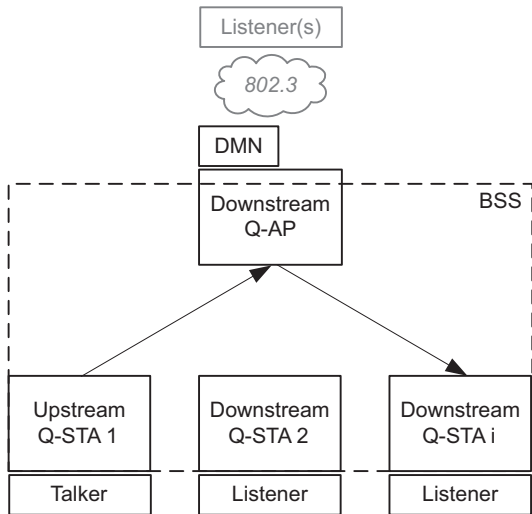 Listener(s)
802.3
DMN
Downstream
Q-AP
BSS
Upstream
Q-STA 1
Downstream
Q-STA 2
Downstream
Q-STA i
Talker
Listener
Listener